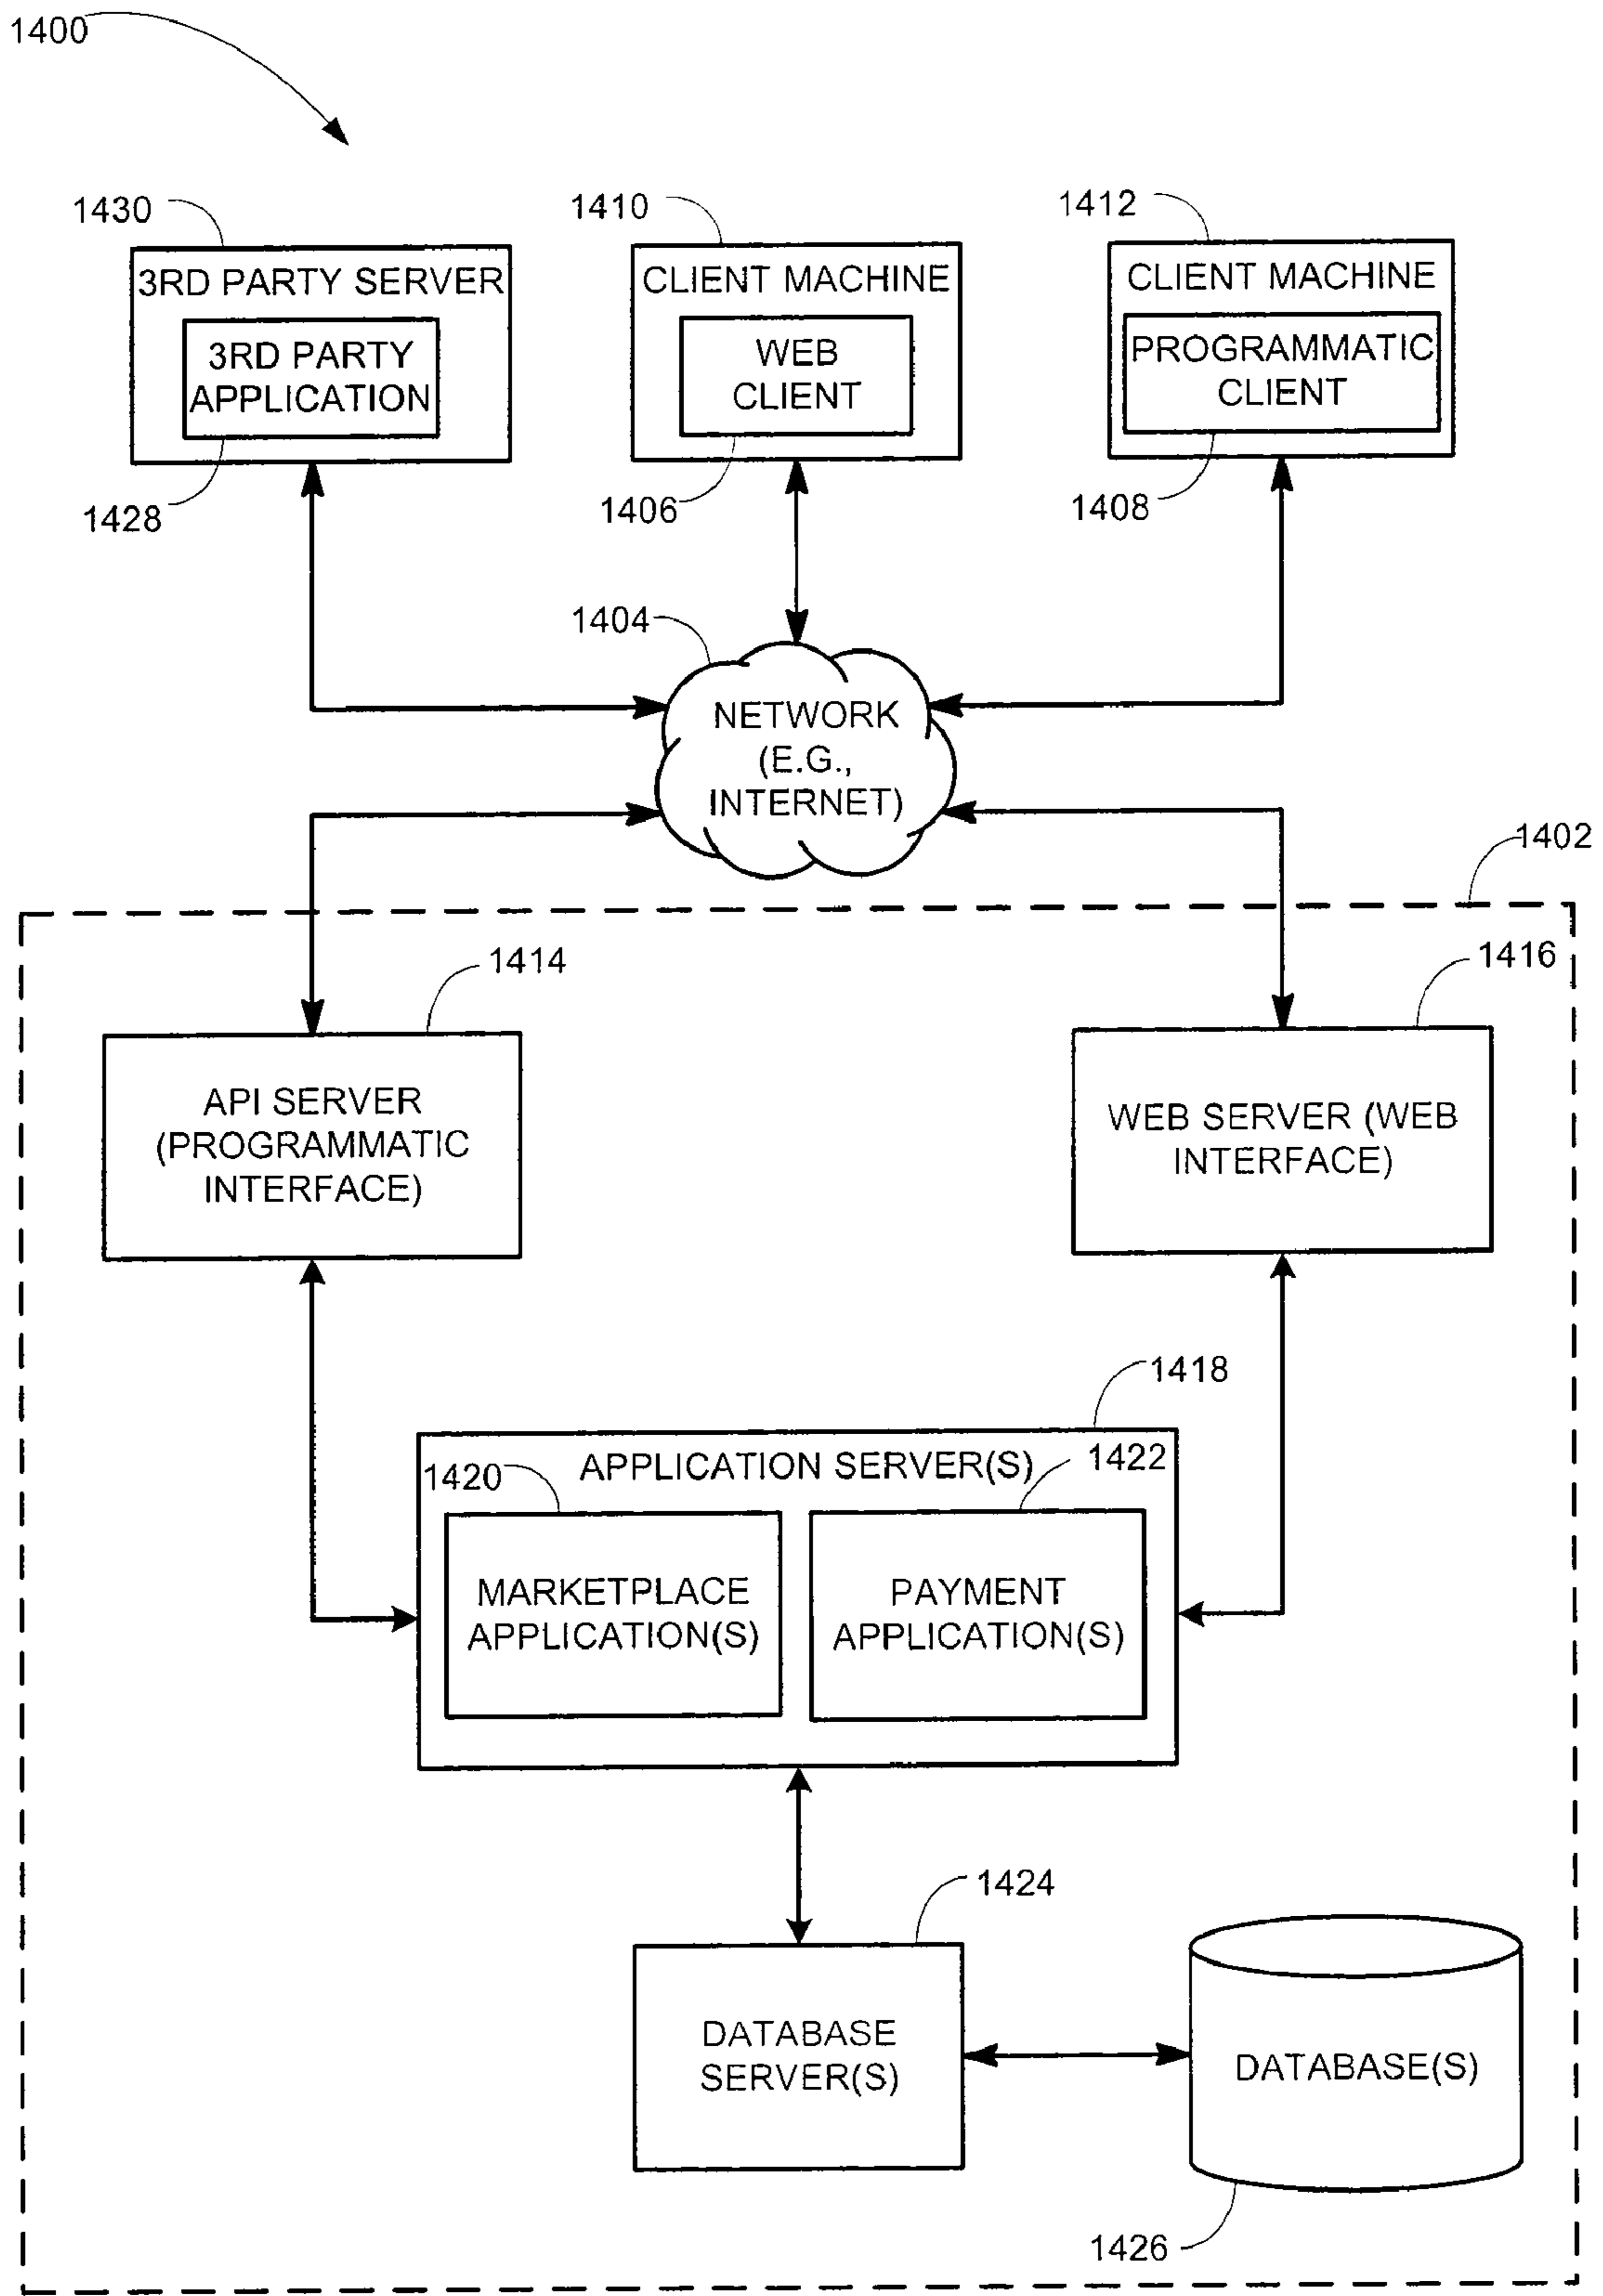 1400
1430
1410
1412
3RD PARTY SERVER
CLIENT MACHINE
CLIENT MACHINE
3RD PARTY
APPLICATION
WEB
CLIENT
PROGRAMMATIC
CLIENT
1428
1406
1408
1404
NETWORK
(E.G.,
INTERNET)
1402
1414
1416
API SERVER
(PROGRAMMATIC
INTERFACE)
WEB SERVER (WEB
INTERFACE)
1418
APPLICATION SERVER(S)
1420
1422
MARKETPLACE
APPLICATION(S)
PAYMENT
APPLICATION(S)
1424
DATABASE
SERVER(S)
DATABASE(S)
1426